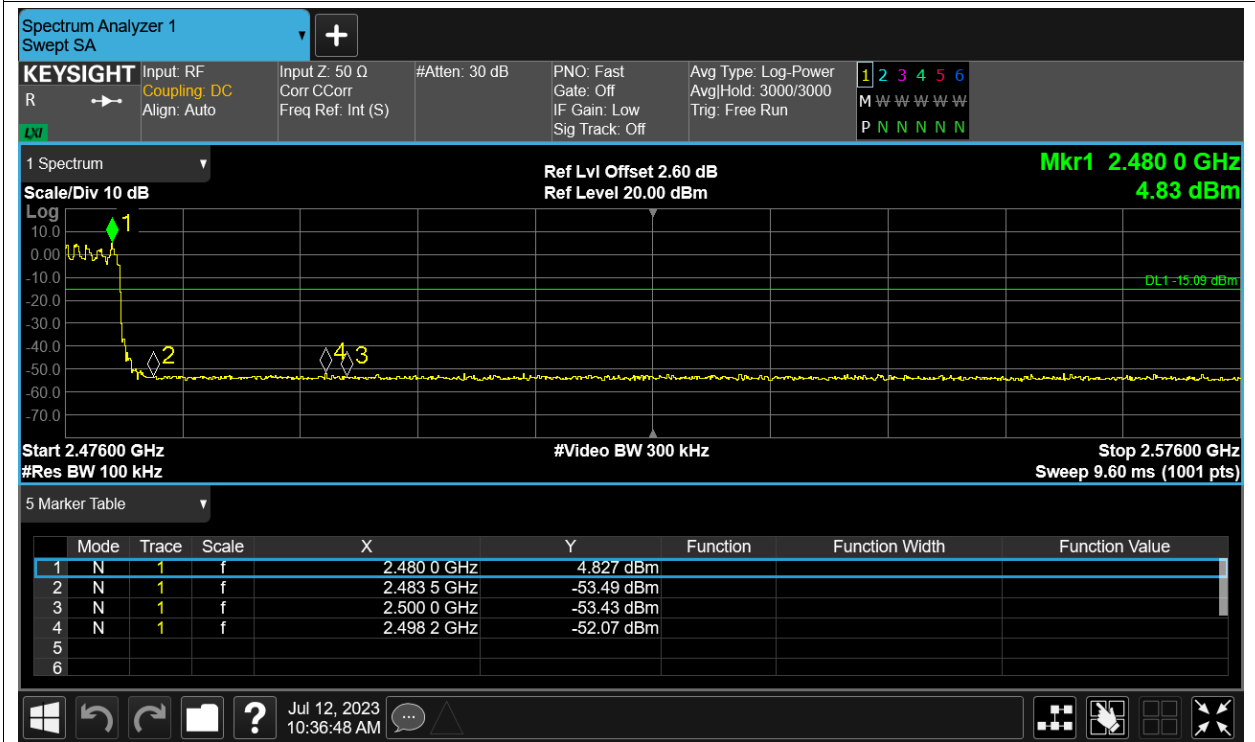 Spectrum Analyzer 1
Swept SA
+
KEYSIGHT
R
LXI
Input: RF
Coupling: DC
Align: Auto
Input Z: 50 Ω
Corr CCorr
Freq Ref: Int (S)
#Atten: 30 dB
PNO: Fast
Gate: Off
IF Gain: Low
Sig Track: Off
Avg Type: Log-Power
Avg|Hold: 3000/3000
Trig: Free Run
1 2 3 4 5 6
M W W W W W
P N N N N N
1 Spectrum
Scale/Div 10 dB
Ref Lvl Offset 2.60 dB
Ref Level 20.00 dBm
Mkr1 2.480 0 GHz
4.83 dBm
Log
10.0
0.00
-10.0
-20.0
-30.0
-40.0
-50.0
-60.0
-70.0
1
2
4
3
DL1 -15.09 dBm
Start 2.47600 GHz
#Res BW 100 kHz
#Video BW 300 kHz
Stop 2.57600 GHz
Sweep 9.60 ms (1001 pts)
5 Marker Table
Mode Trace Scale X Y Function Function Width Function Value
1 N 1 f 2.480 0 GHz 4.827 dBm
2 N 1 f 2.483 5 GHz -53.49 dBm
3 N 1 f 2.500 0 GHz -53.43 dBm
4 N 1 f 2.498 2 GHz -52.07 dBm
5
6
?
Jul 12, 2023
10:36:48 AM